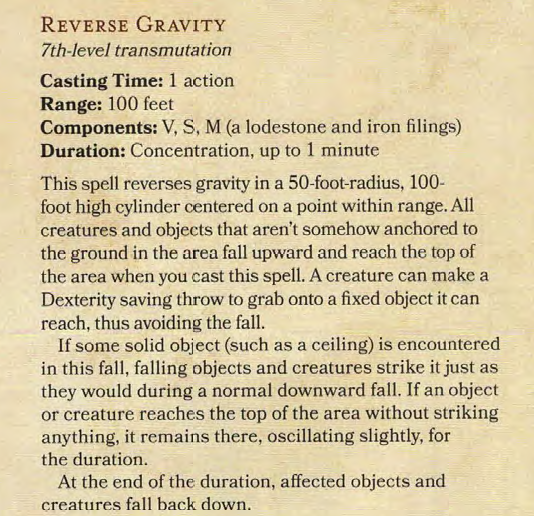 REVERSE GRAVITY
7th-level transmutation
Casting Time: 1 action
Range: 100 feet
Components: V, S, M (a lodestone and iron filings)
Duration: Concentration, up to 1 minute
This spell reverses gravity in a 50-foot-radius, 100-
foot high cylinder centered on a point within range. All
creatures and objects that aren't somehow anchored to
the ground in the area fall upward and reach the top of
the area when you cast this spell. A creature can make a
Dexterity saving throw to grab onto a fixed object it can
reach, thus avoiding the fall.
If some solid object (such as a ceiling) is encountered
in this fall, falling objects and creatures strike it just as
they would during a normal downward fall. If an object
or creature reaches the top of the area without striking
anything, it remains there, oscillating slightly, for
the duration.
At the end of the duration, affected objects and
creatures fall back down.